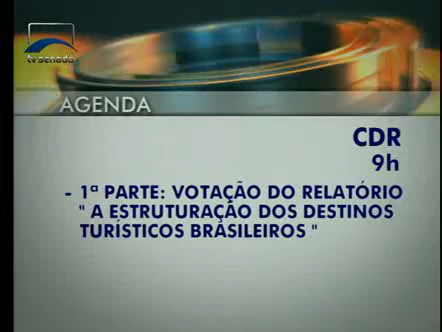 tv senado
AGENDA
CDR
9h
- 1ª PARTE: VOTAÇÃO DO RELATÓRIO
" A ESTRUTURAÇÃO DOS DESTINOS
TURÍSTICOS BRASILEIROS "